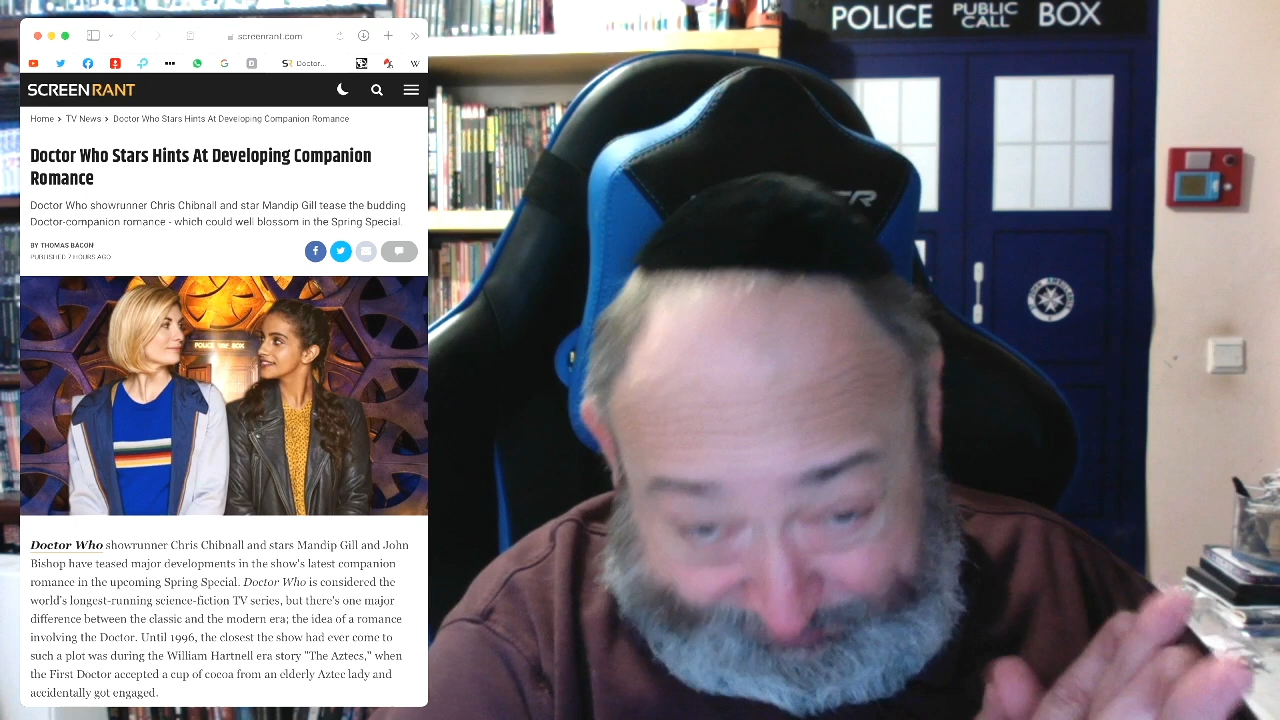 screenrant.com
SR Doctor...
SCREENRANT
Home > TV News > Doctor Who Stars Hints At Developing Companion Romance
Doctor Who Stars Hints At Developing Companion
Romance
Doctor Who showrunner Chris Chibnall and star Mandip Gill tease the budding
Doctor-companion romance - which could well blossom in the Spring Special.
BY THOMAS BACON
PUBLISHED 7 HOURS AGO
POLICE BOX
Doctor Who showrunner Chris Chibnall and stars Mandip Gill and John
Bishop have teased major developments in the show's latest companion
romance in the upcoming Spring Special. Doctor Who is considered the
world's longest-running science-fiction TV series, but there's one major
difference between the classic and the modern era; the idea of a romance
involving the Doctor. Until 1996, the closest the show had ever come to
such a plot was during the William Hartnell era story "The Aztecs," when
the First Doctor accepted a cup of cocoa from an elderly Aztec lady and
accidentally got engaged.
POLICE PUBLIC CALL BOX